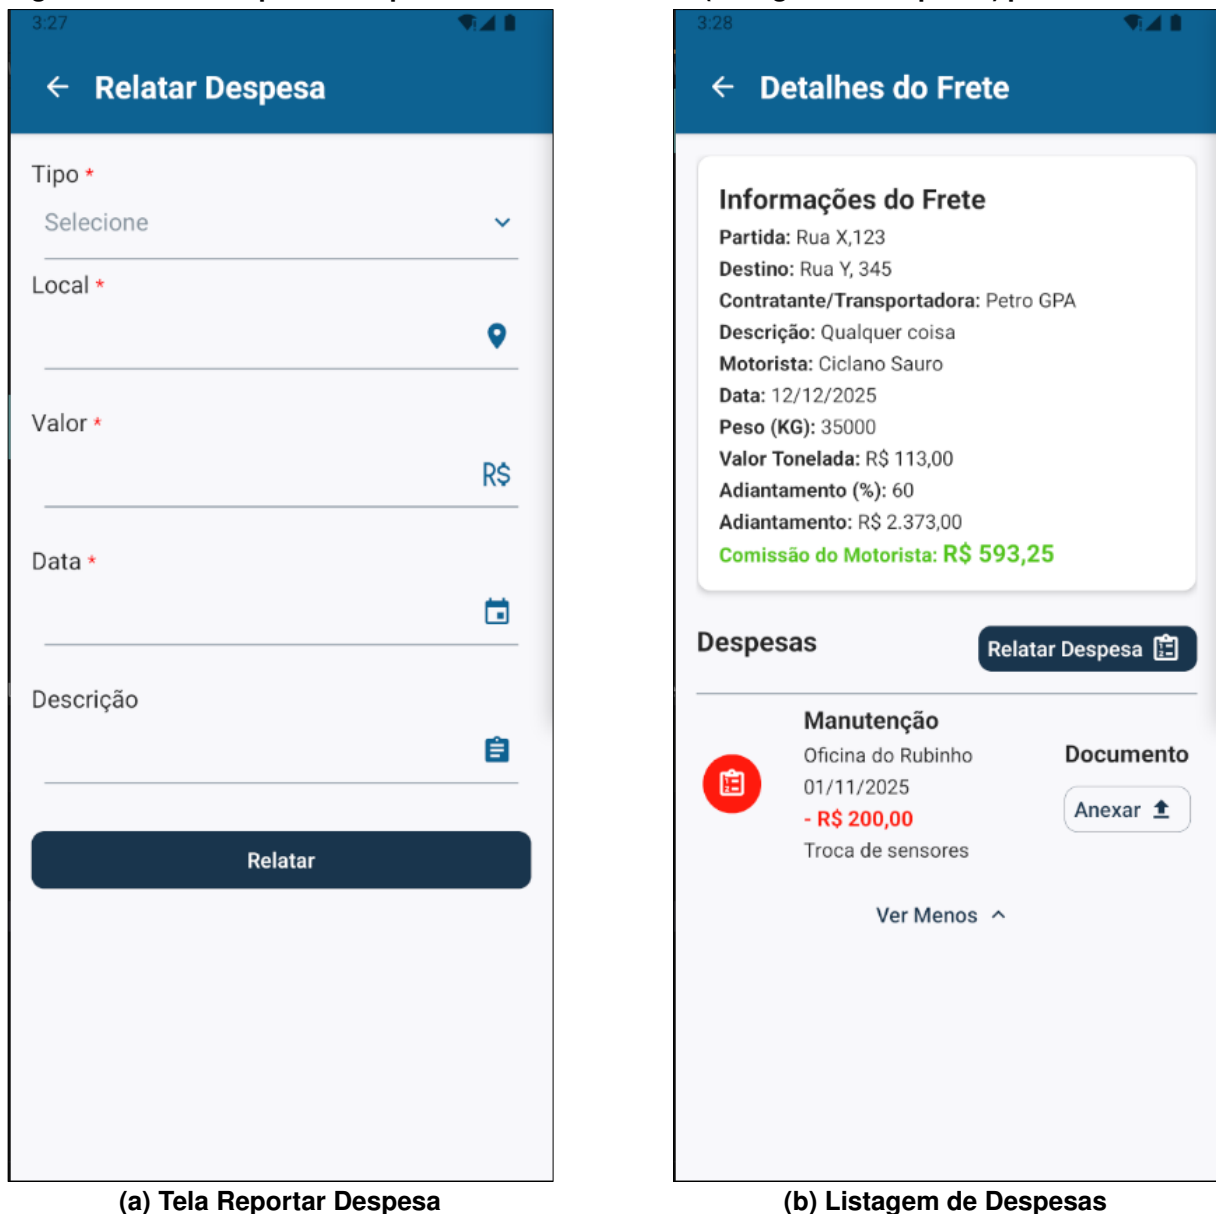 3:27
Relatar Despesa
Tipo *
Selecione
Local *
Valor *
R$
Data *
Descrição
Relatar
(a) Tela Reportar Despesa
3:28
Detalhes do Frete
Informações do Frete
Partida: Rua X,123
Destino: Rua Y, 345
Contratante/Transportadora: Petro GPA
Descrição: Qualquer coisa
Motorista: Ciclano Sauro
Data: 12/12/2025
Peso (KG): 35000
Valor Tonelada: R$ 113,00
Adiantamento (%): 60
Adiantamento: R$ 2.373,00
Comissão do Motorista: R$ 593,25
Despesas
Relatar Despesa
Manutenção
Oficina do Rubinho
01/11/2025
- R$ 200,00
Troca de sensores
Documento
Anexar
Ver Menos
(b) Listagem de Despesas